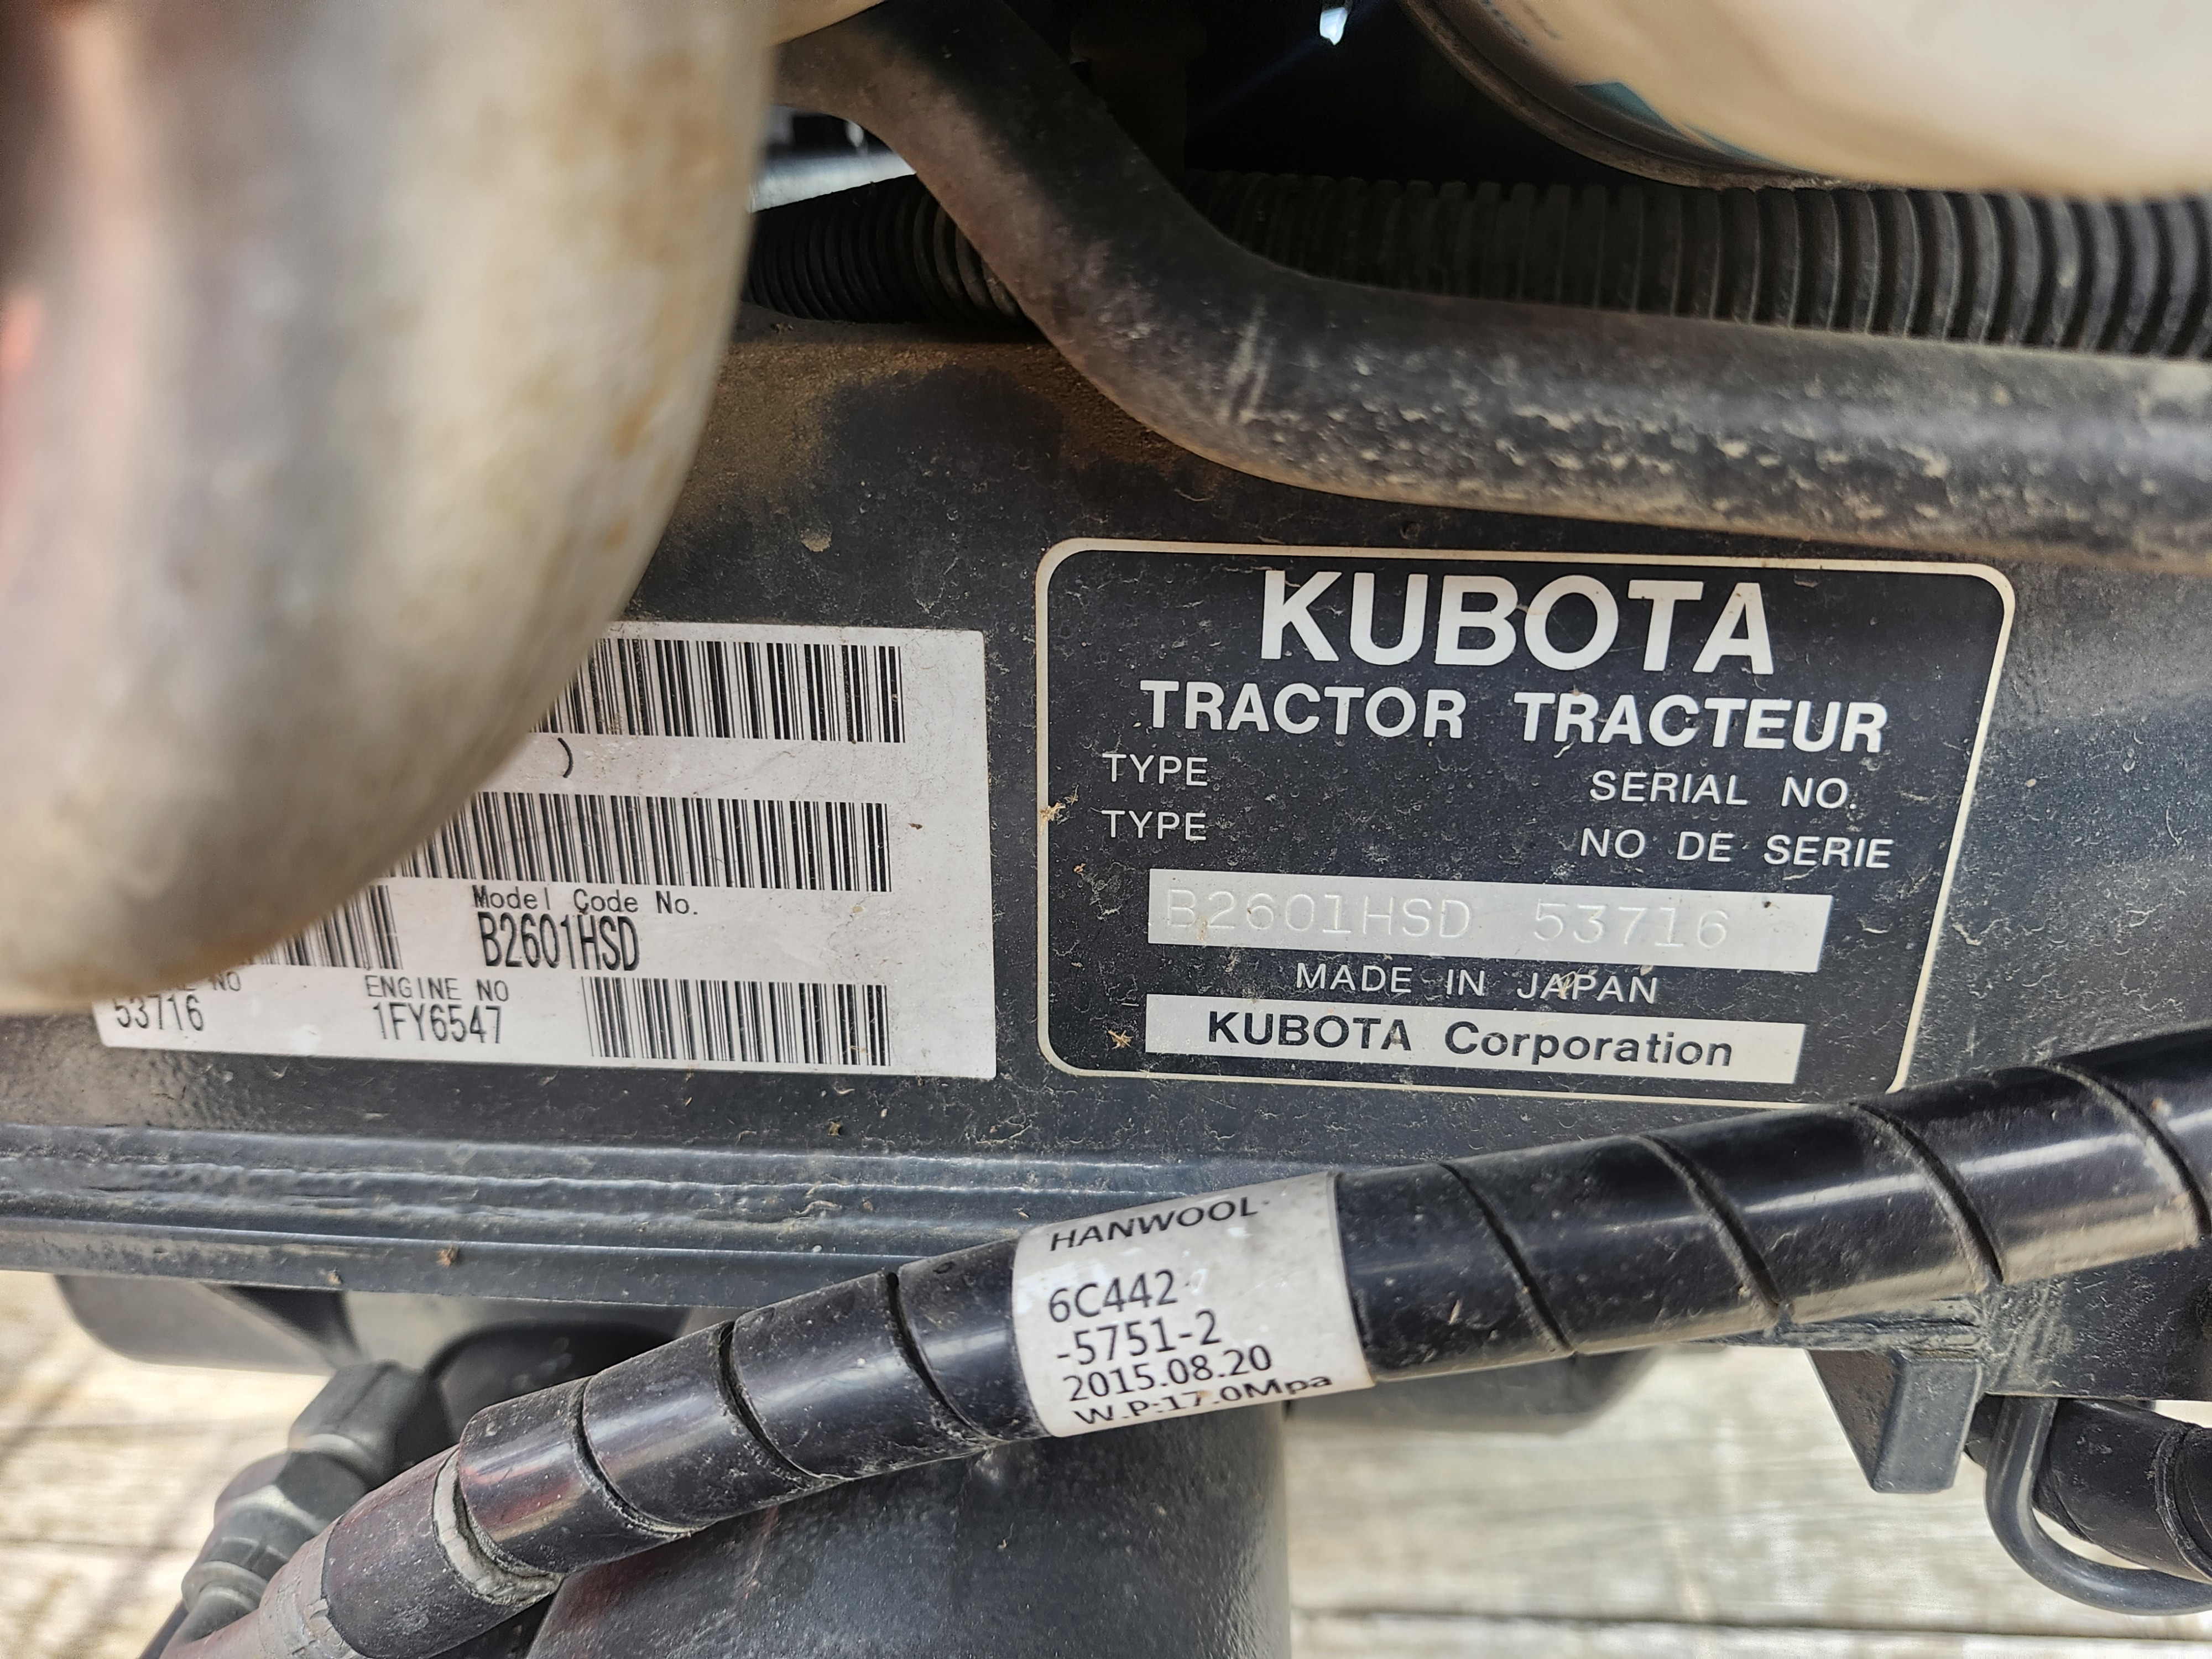 )
Model Code No.
B2601HSD
NO
53716
ENGINE NO
1FY6547
KUBOTA
TRACTOR TRACTEUR
TYPE SERIAL NO.
TYPE NO DE SERIE
B2601HSD 53716
MADE IN JAPAN
KUBOTA Corporation
HANWOOL
6C442
-5751-2
2015.08.20
W.P:17.0Mpa